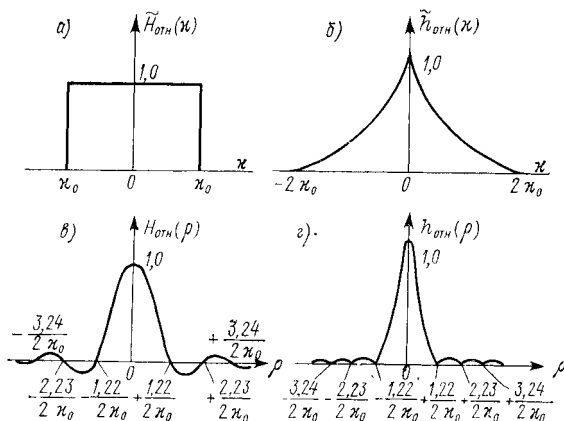 а) H̃отн(ϰ)
1,0
ϰ₀ 0 ϰ₀ ϰ
б) h̃отн(ϰ)
1,0
-2ϰ₀ 0 2ϰ₀ ϰ
в) Hотн(ρ)
1,0
- 3,24/2ϰ₀ + 3,24/2ϰ₀
0 ρ
- 2,23/2ϰ₀ - 1,22/2ϰ₀ + 1,22/2ϰ₀ + 2,23/2ϰ₀
г) hотн(ρ)
1,0
0 ρ
3,24/2ϰ₀ - 2,23/2ϰ₀ - 1,22/2ϰ₀ + 1,22/2ϰ₀ + 2,23/2ϰ₀ + 3,24/2ϰ₀